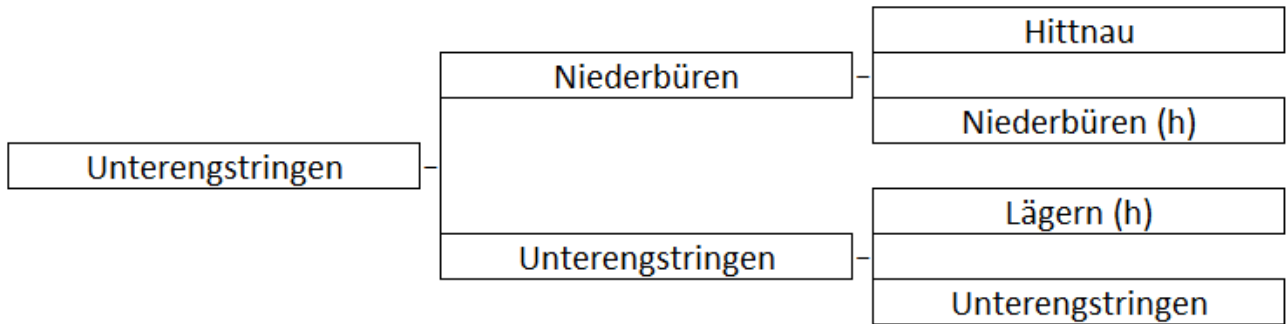 Hittnau
Niederbüren
Niederbüren (h)
Unterengstringen
Lägern (h)
Unterengstringen
Unterengstringen